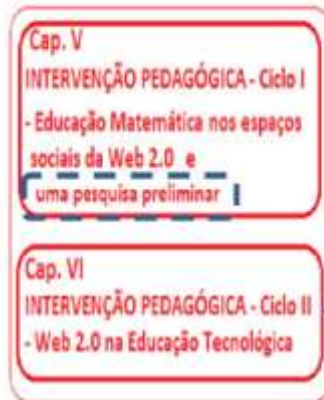 Cap. V
INTERVENÇÃO PEDAGÓGICA - Ciclo I
- Educação Matemática nos espaços
sociais da Web 2.0 e
uma pesquisa preliminar
Cap. VI
INTERVENÇÃO PEDAGÓGICA - Ciclo II
- Web 2.0 na Educação Tecnológica